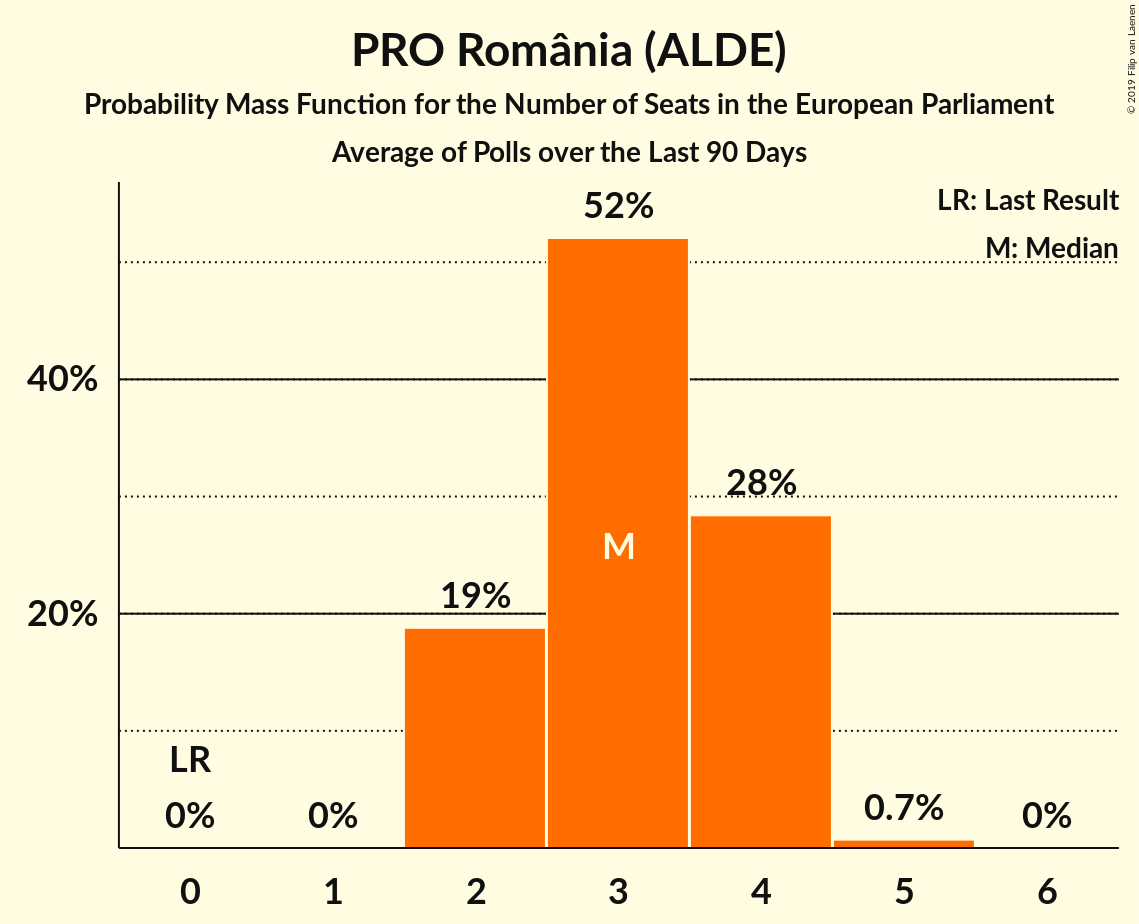 PRO România (ALDE)
Probability Mass Function for the Number of Seats in the European Parliament
Average of Polls over the Last 90 Days
© 2019 Filip van Laenen
LR: Last Result
M: Median
52%
40%
28%
M
20%
19%
LR
0%
0%
0.7%
0%
0 1 2 3 4 5 6